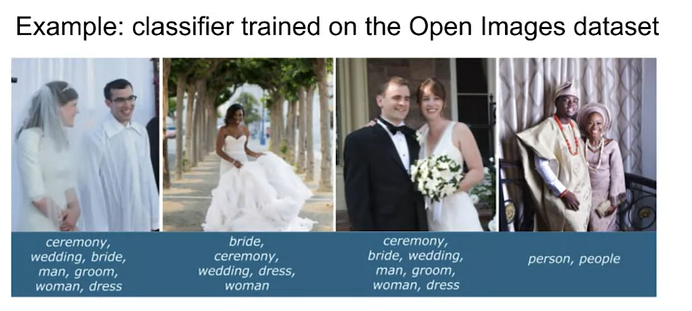 Example: classifier trained on the Open Images dataset
ceremony,
wedding, bride,
man, groom,
woman, dress
bride,
ceremony,
wedding, dress,
woman
ceremony,
bride, wedding,
man, groom,
woman, dress
person, people